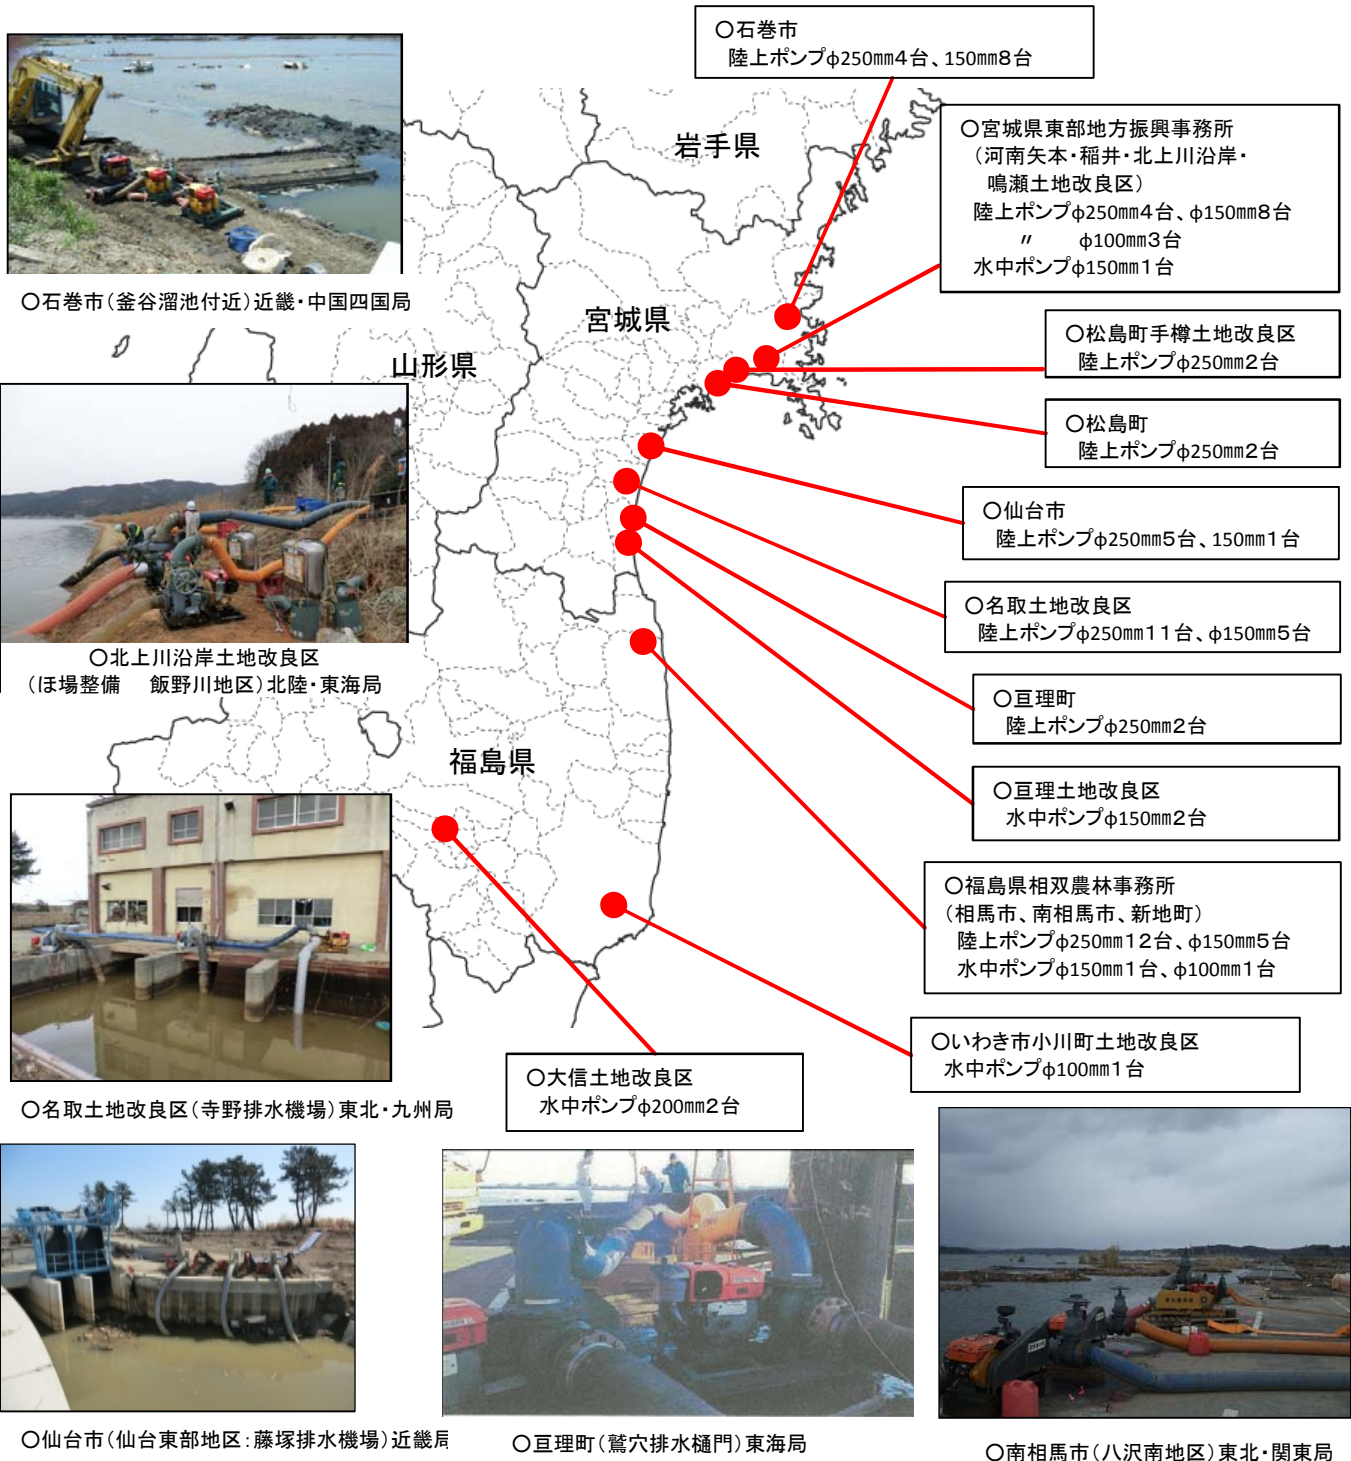 ○石巻市
陸上ポンプφ250㎜4台、150㎜8台
○宮城県東部地方振興事務所
(河南矢本・稲井・北上川沿岸・
鳴瀬土地改良区)
陸上ポンプφ250㎜4台、φ150㎜8台
〃 φ100㎜3台
水中ポンプφ150㎜1台
○松島町手樽土地改良区
陸上ポンプφ250㎜2台
○松島町
陸上ポンプφ250㎜2台
○仙台市
陸上ポンプφ250㎜5台、150㎜1台
○名取土地改良区
陸上ポンプφ250㎜11台、φ150㎜5台
○亘理町
陸上ポンプφ250㎜2台
○亘理土地改良区
水中ポンプφ150㎜2台
○福島県相双農林事務所
(相馬市、南相馬市、新地町)
陸上ポンプφ250㎜12台、φ150㎜5台
水中ポンプφ150㎜1台、φ100㎜1台
○いわき市小川町土地改良区
水中ポンプφ100㎜1台
○大信土地改良区
水中ポンプφ200㎜2台
岩手県
宮城県
山形県
福島県
○石巻市(釜谷溜池付近)近畿・中国四国局
○北上川沿岸土地改良区
(ほ場整備 飯野川地区)北陸・東海局
○名取土地改良区(寺野排水機場)東北・九州局
○仙台市(仙台東部地区:藤塚排水機場)近畿局
○亘理町(鷲穴排水樋門)東海局
○南相馬市(八沢南地区)東北・関東局